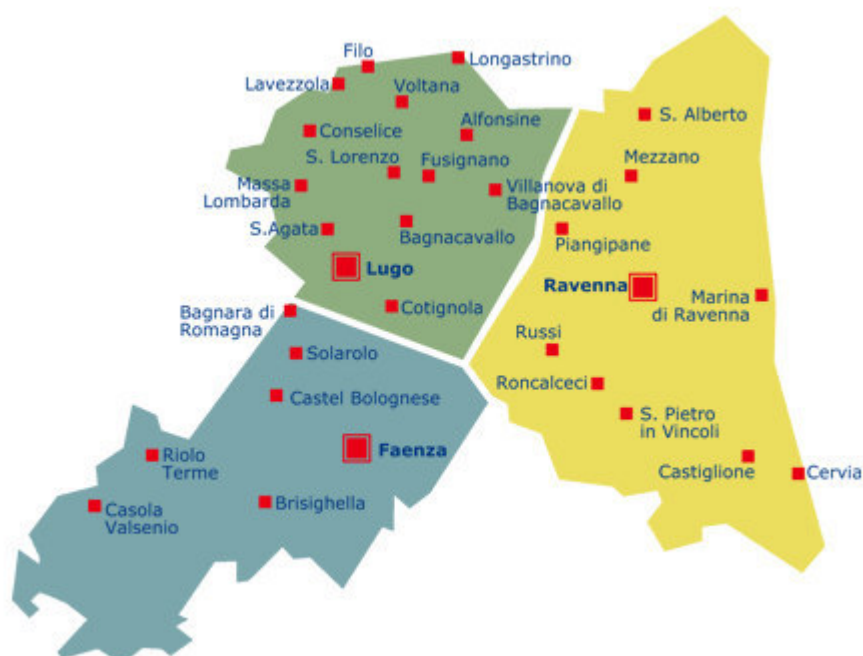 Filo
Longastrino
Lavezzola
Voltana
Conselice
Alfonsine
S. Lorenzo
Fusignano
Massa
Lombarda
Villanova di
Bagnacavallo
S.Agata
Bagnacavallo
Lugo
Cotignola
S. Alberto
Mezzano
Piangipane
Ravenna
Marina
di Ravenna
Russi
Roncalceci
S. Pietro
in Vincoli
Castiglione
Cervia
Bagnara di
Romagna
Solarolo
Castel Bolognese
Faenza
Riolo
Terme
Casola
Valsenio
Brisighella